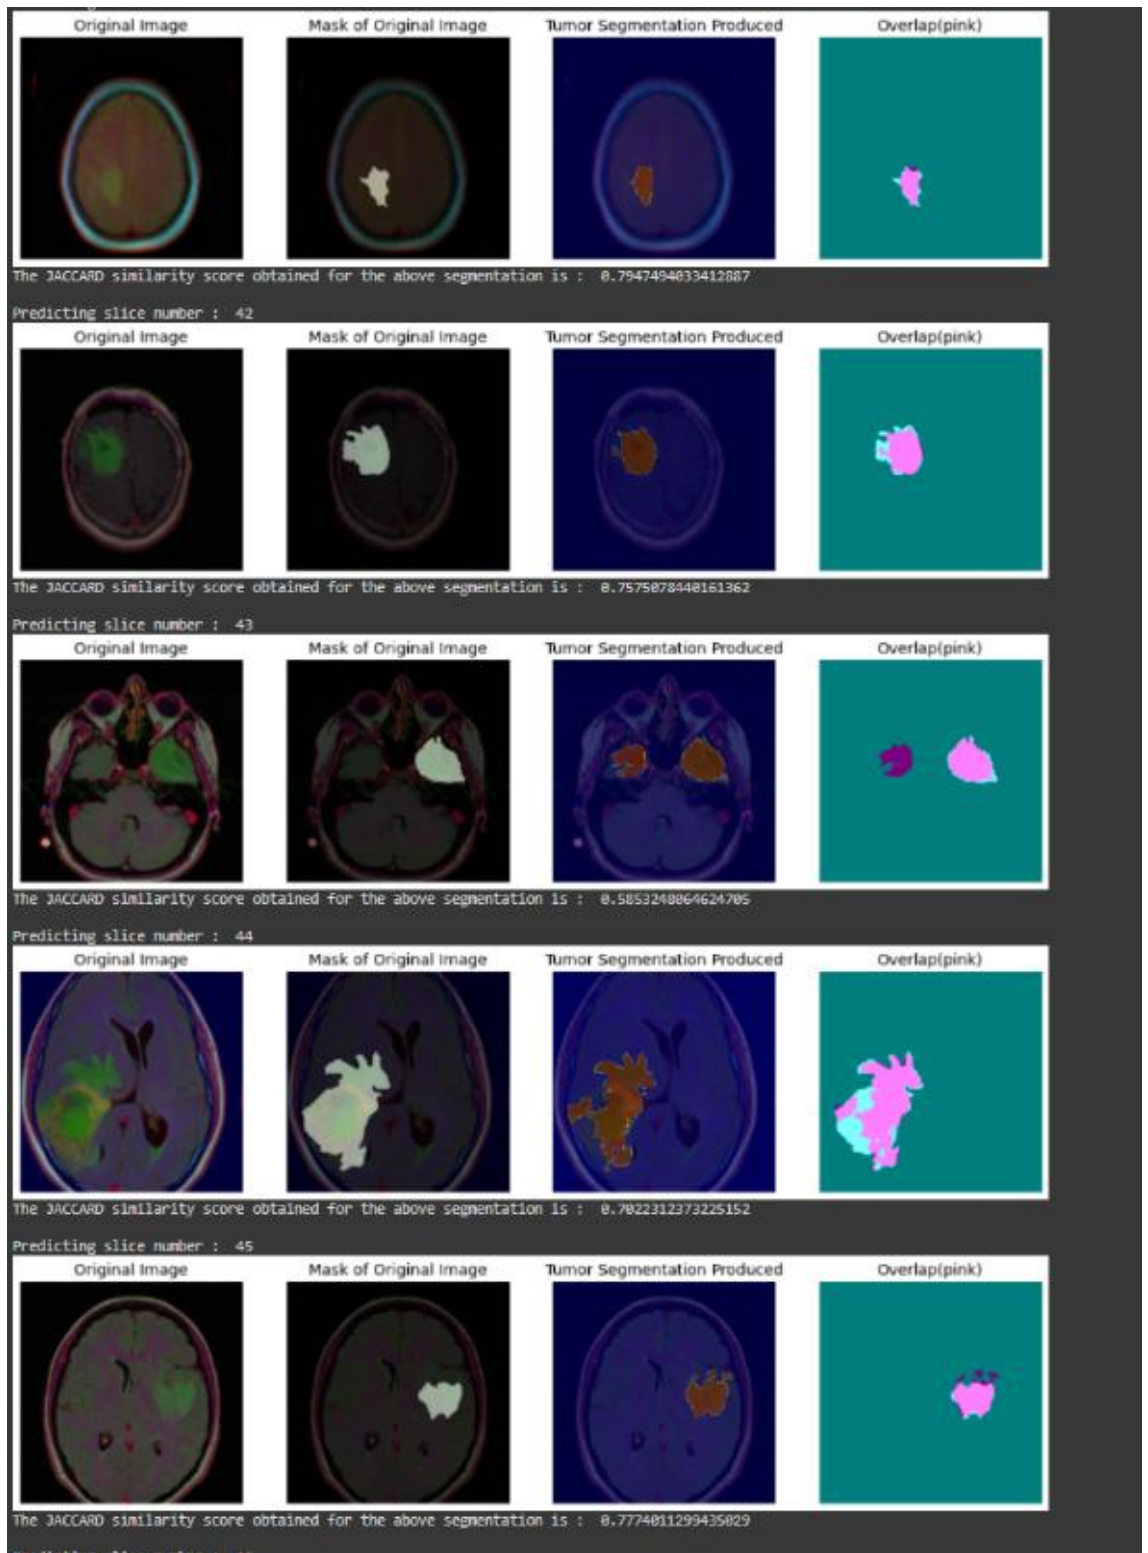 Original Image Mask of Original Image Tumor Segmentation Produced Overlap(pink)
The JACCARD similarity score obtained for the above segmentation is : 0.7947494033412887
Predicting slice number : 42
Original Image Mask of Original Image Tumor Segmentation Produced Overlap(pink)
The JACCARD similarity score obtained for the above segmentation is : 0.7575078440161362
Predicting slice number : 43
Original Image Mask of Original Image Tumor Segmentation Produced Overlap(pink)
The JACCARD similarity score obtained for the above segmentation is : 0.5853248064624705
Predicting slice number : 44
Original Image Mask of Original Image Tumor Segmentation Produced Overlap(pink)
The JACCARD similarity score obtained for the above segmentation is : 0.7022312373225152
Predicting slice number : 45
Original Image Mask of Original Image Tumor Segmentation Produced Overlap(pink)
The JACCARD similarity score obtained for the above segmentation is : 0.7774011299435029